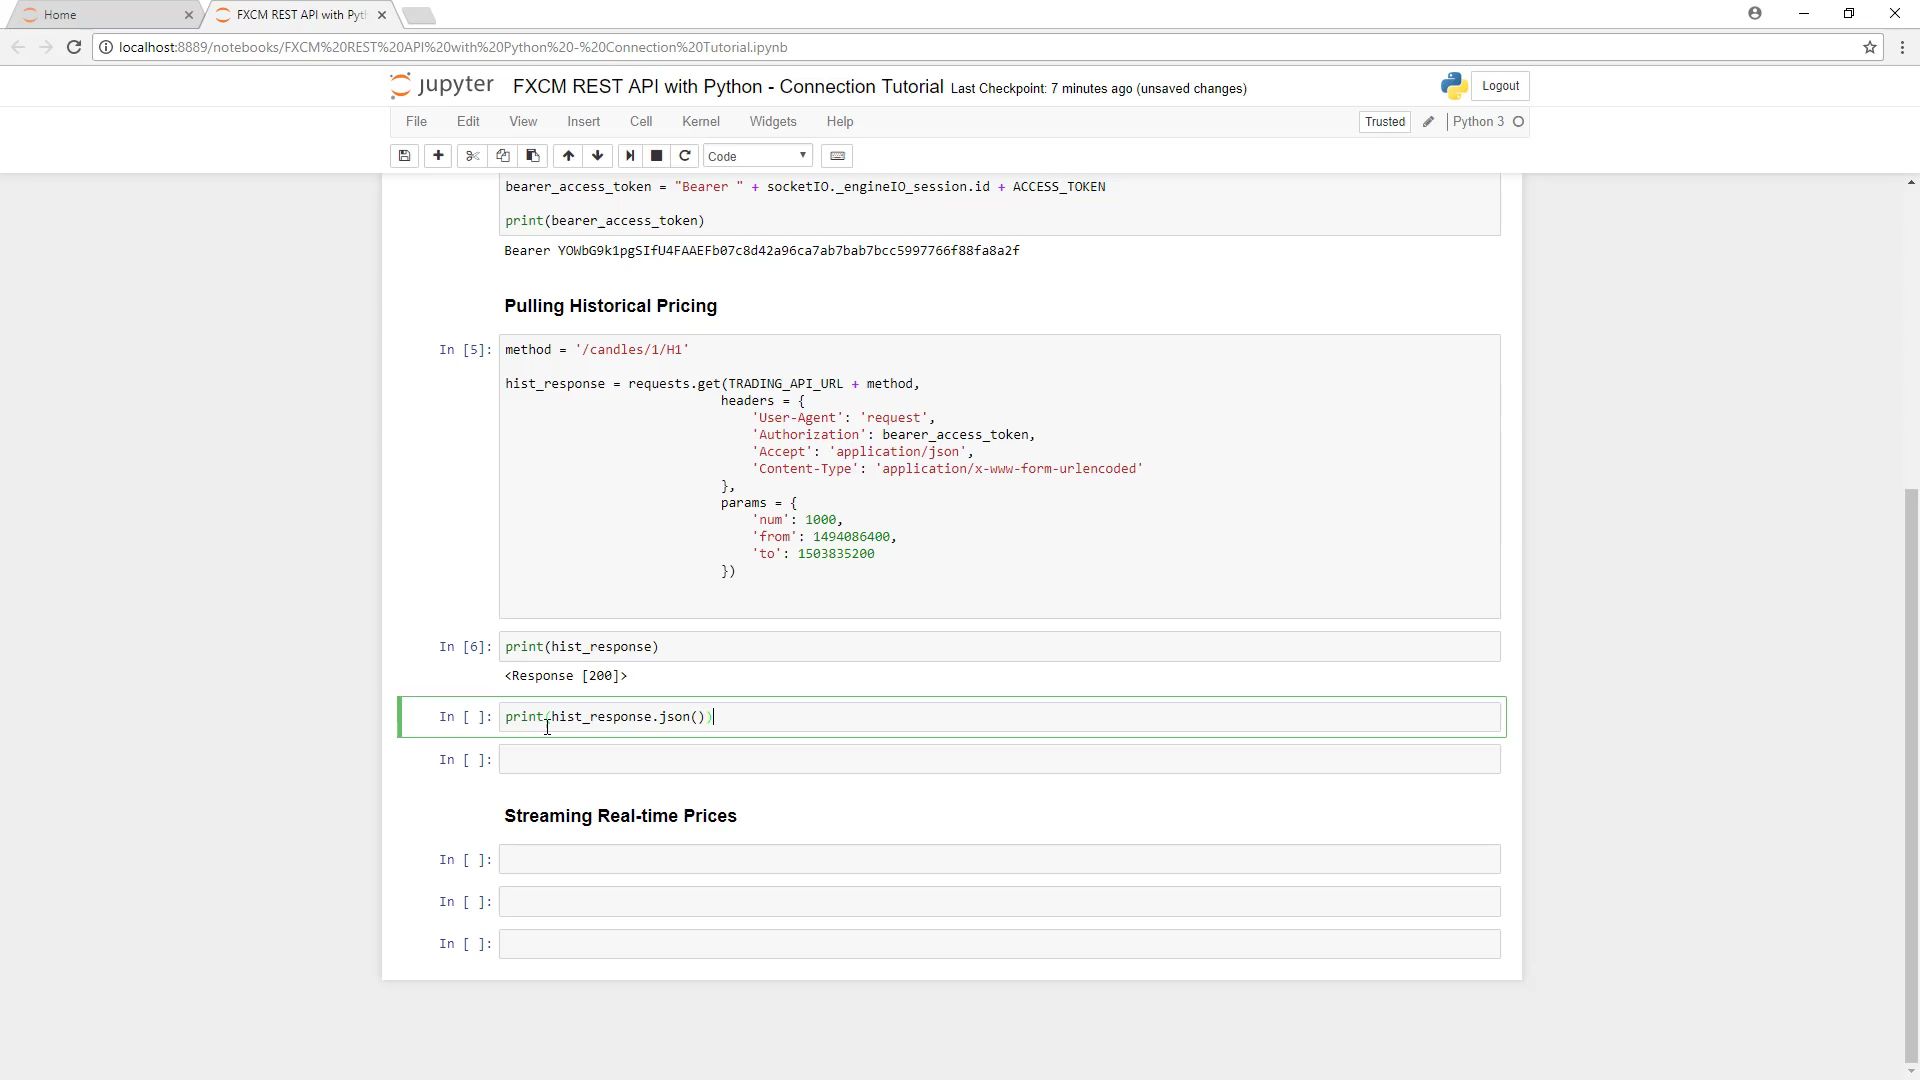 Home
FXCM REST API with Pyth
localhost:8889/notebooks/FXCM%20REST%20API%20with%20Python%20-%20Connection%20Tutorial.ipynb
jupyter FXCM REST API with Python - Connection Tutorial Last Checkpoint: 7 minutes ago (unsaved changes) Logout
File Edit View Insert Cell Kernel Widgets Help Trusted Python 3
Code
bearer_access_token = "Bearer " + socketIO._engineIO_session.id + ACCESS_TOKEN
print(bearer_access_token)
Bearer YOWbG9k1pgSIfU4FAAEFb07c8d42a96ca7ab7bab7bcc5997766f88fa8a2f
Pulling Historical Pricing
In [5]: method = '/candles/1/H1'
hist_response = requests.get(TRADING_API_URL + method,
headers = {
'User-Agent': 'request',
'Authorization': bearer_access_token,
'Accept': 'application/json',
'Content-Type': 'application/x-www-form-urlencoded'
},
params = {
'num': 1000,
'from': 1494086400,
'to': 1503835200
})
In [6]: print(hist_response)
<Response [200]>
In [ ]: print(hist_response.json())
In [ ]:
Streaming Real-time Prices
In [ ]:
In [ ]:
In [ ]: